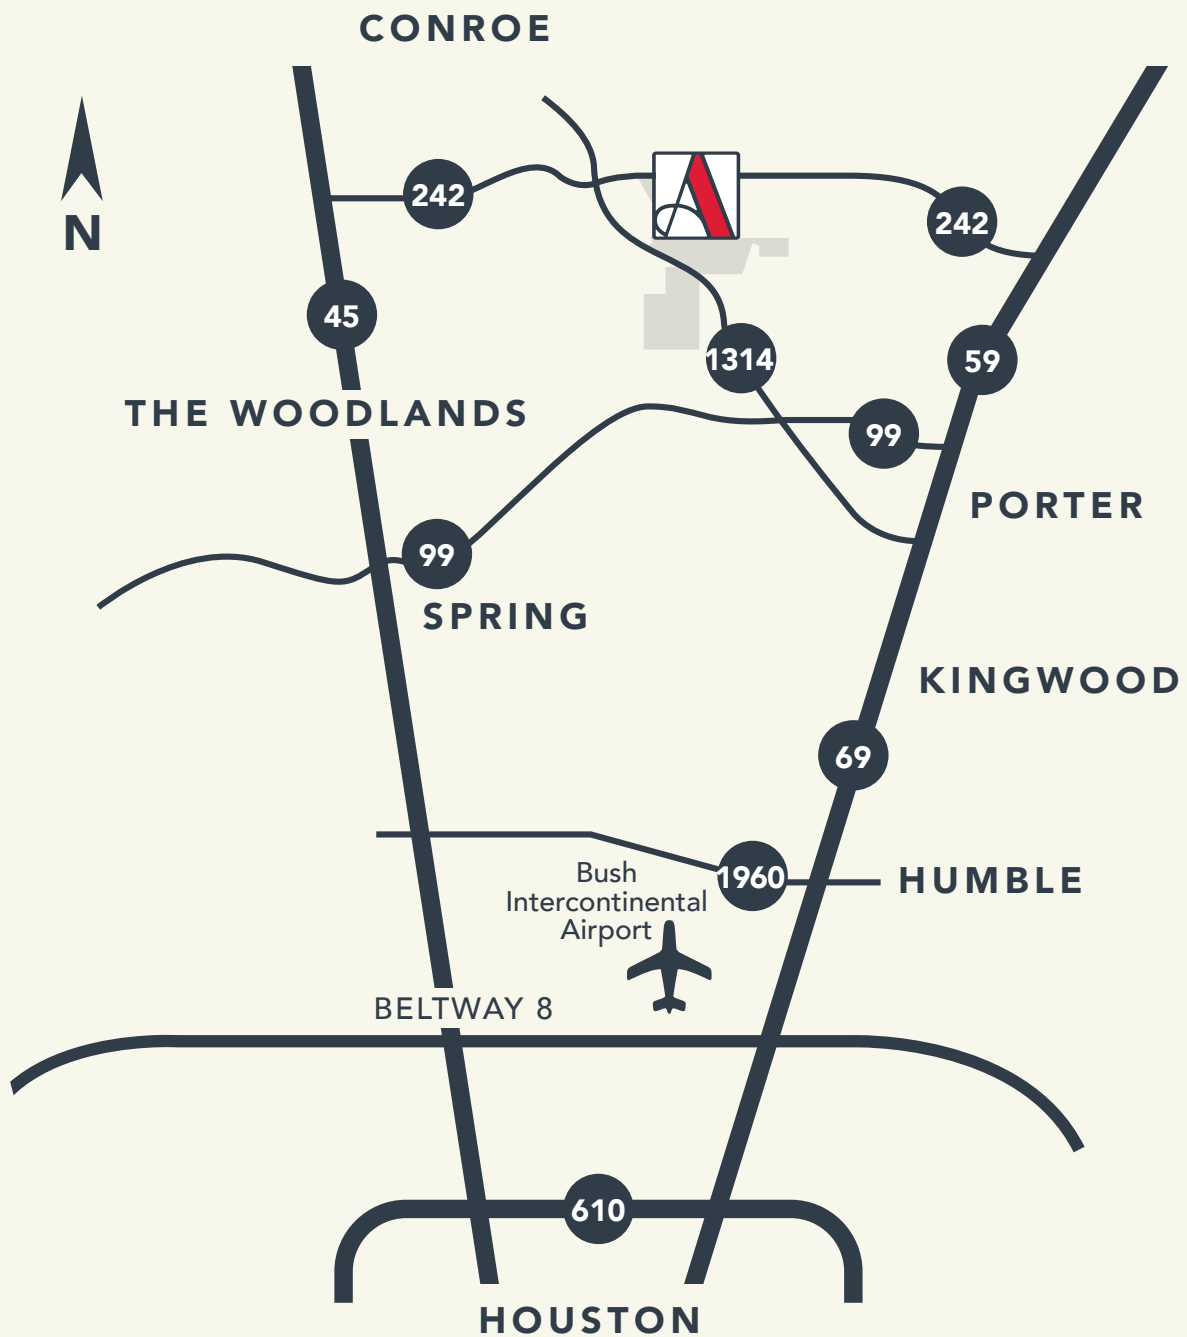 CONROE
N
242
242
45
1314
59
THE WOODLANDS
99
PORTER
99
SPRING
KINGWOOD
69
Bush
Intercontinental
Airport
1960
HUMBLE
BELTWAY 8
610
HOUSTON